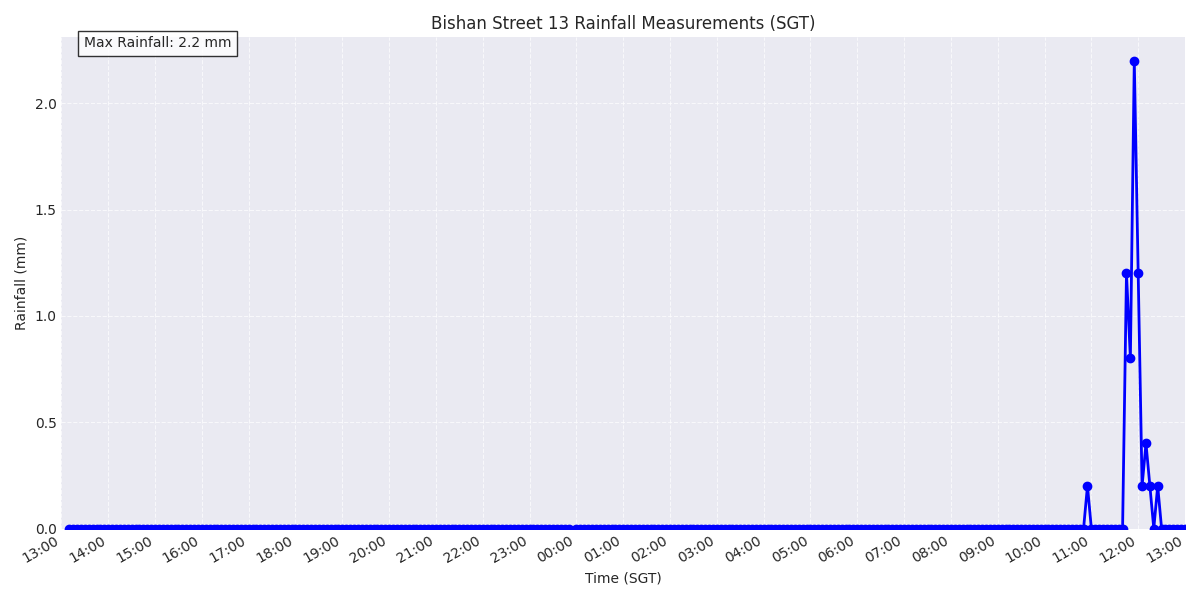 Bishan Street 13 Rainfall Measurements (SGT)
Max Rainfall: 2.2 mm
2.0
1.5
1.0
0.5
0.0
Rainfall (mm)
13:00 14:00 15:00 16:00 17:00 18:00 19:00 20:00 21:00 22:00 23:00 00:00 01:00 02:00 03:00 04:00 05:00 06:00 07:00 08:00 09:00 10:00 11:00 12:00 13:00
Time (SGT)